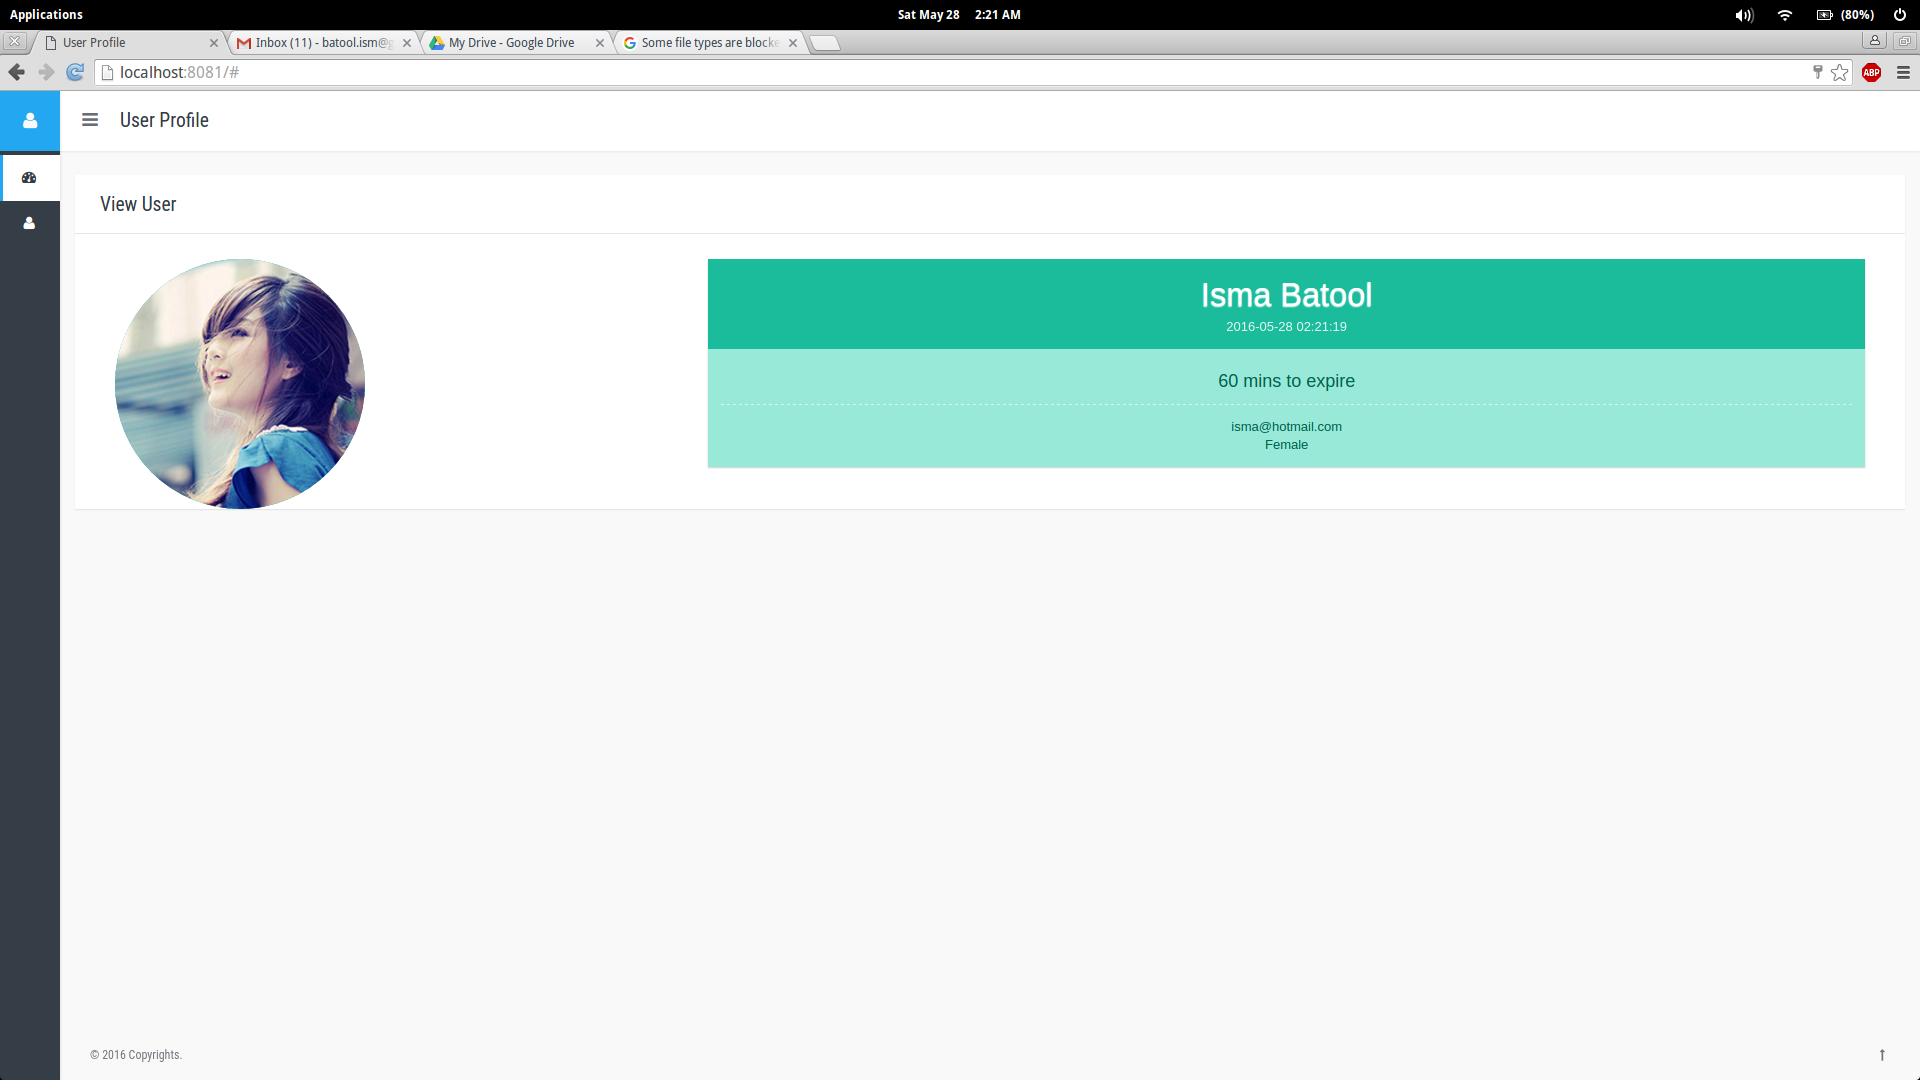 Applications
Sat May 28 2:21 AM
(80%)
User Profile
Inbox (11) - batool.ism@g
My Drive - Google Drive
Some file types are blocke
localhost:8081/#
ABP
User Profile
View User
Isma Batool
2016-05-28 02:21:19
60 mins to expire
isma@hotmail.com
Female
© 2016 Copyrights.